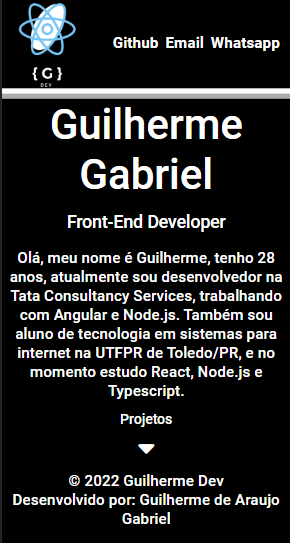 { G }
DEV
Github Email Whatsapp
Guilherme
Gabriel
Front-End Developer
Olá, meu nome é Guilherme, tenho 28
anos, atualmente sou desenvolvedor na
Tata Consultancy Services, trabalhando
com Angular e Node.js. Também sou
aluno de tecnologia em sistemas para
internet na UTFPR de Toledo/PR, e no
momento estudo React, Node.js e
Typescript.
Projetos
© 2022 Guilherme Dev
Desenvolvido por: Guilherme de Araujo
Gabriel